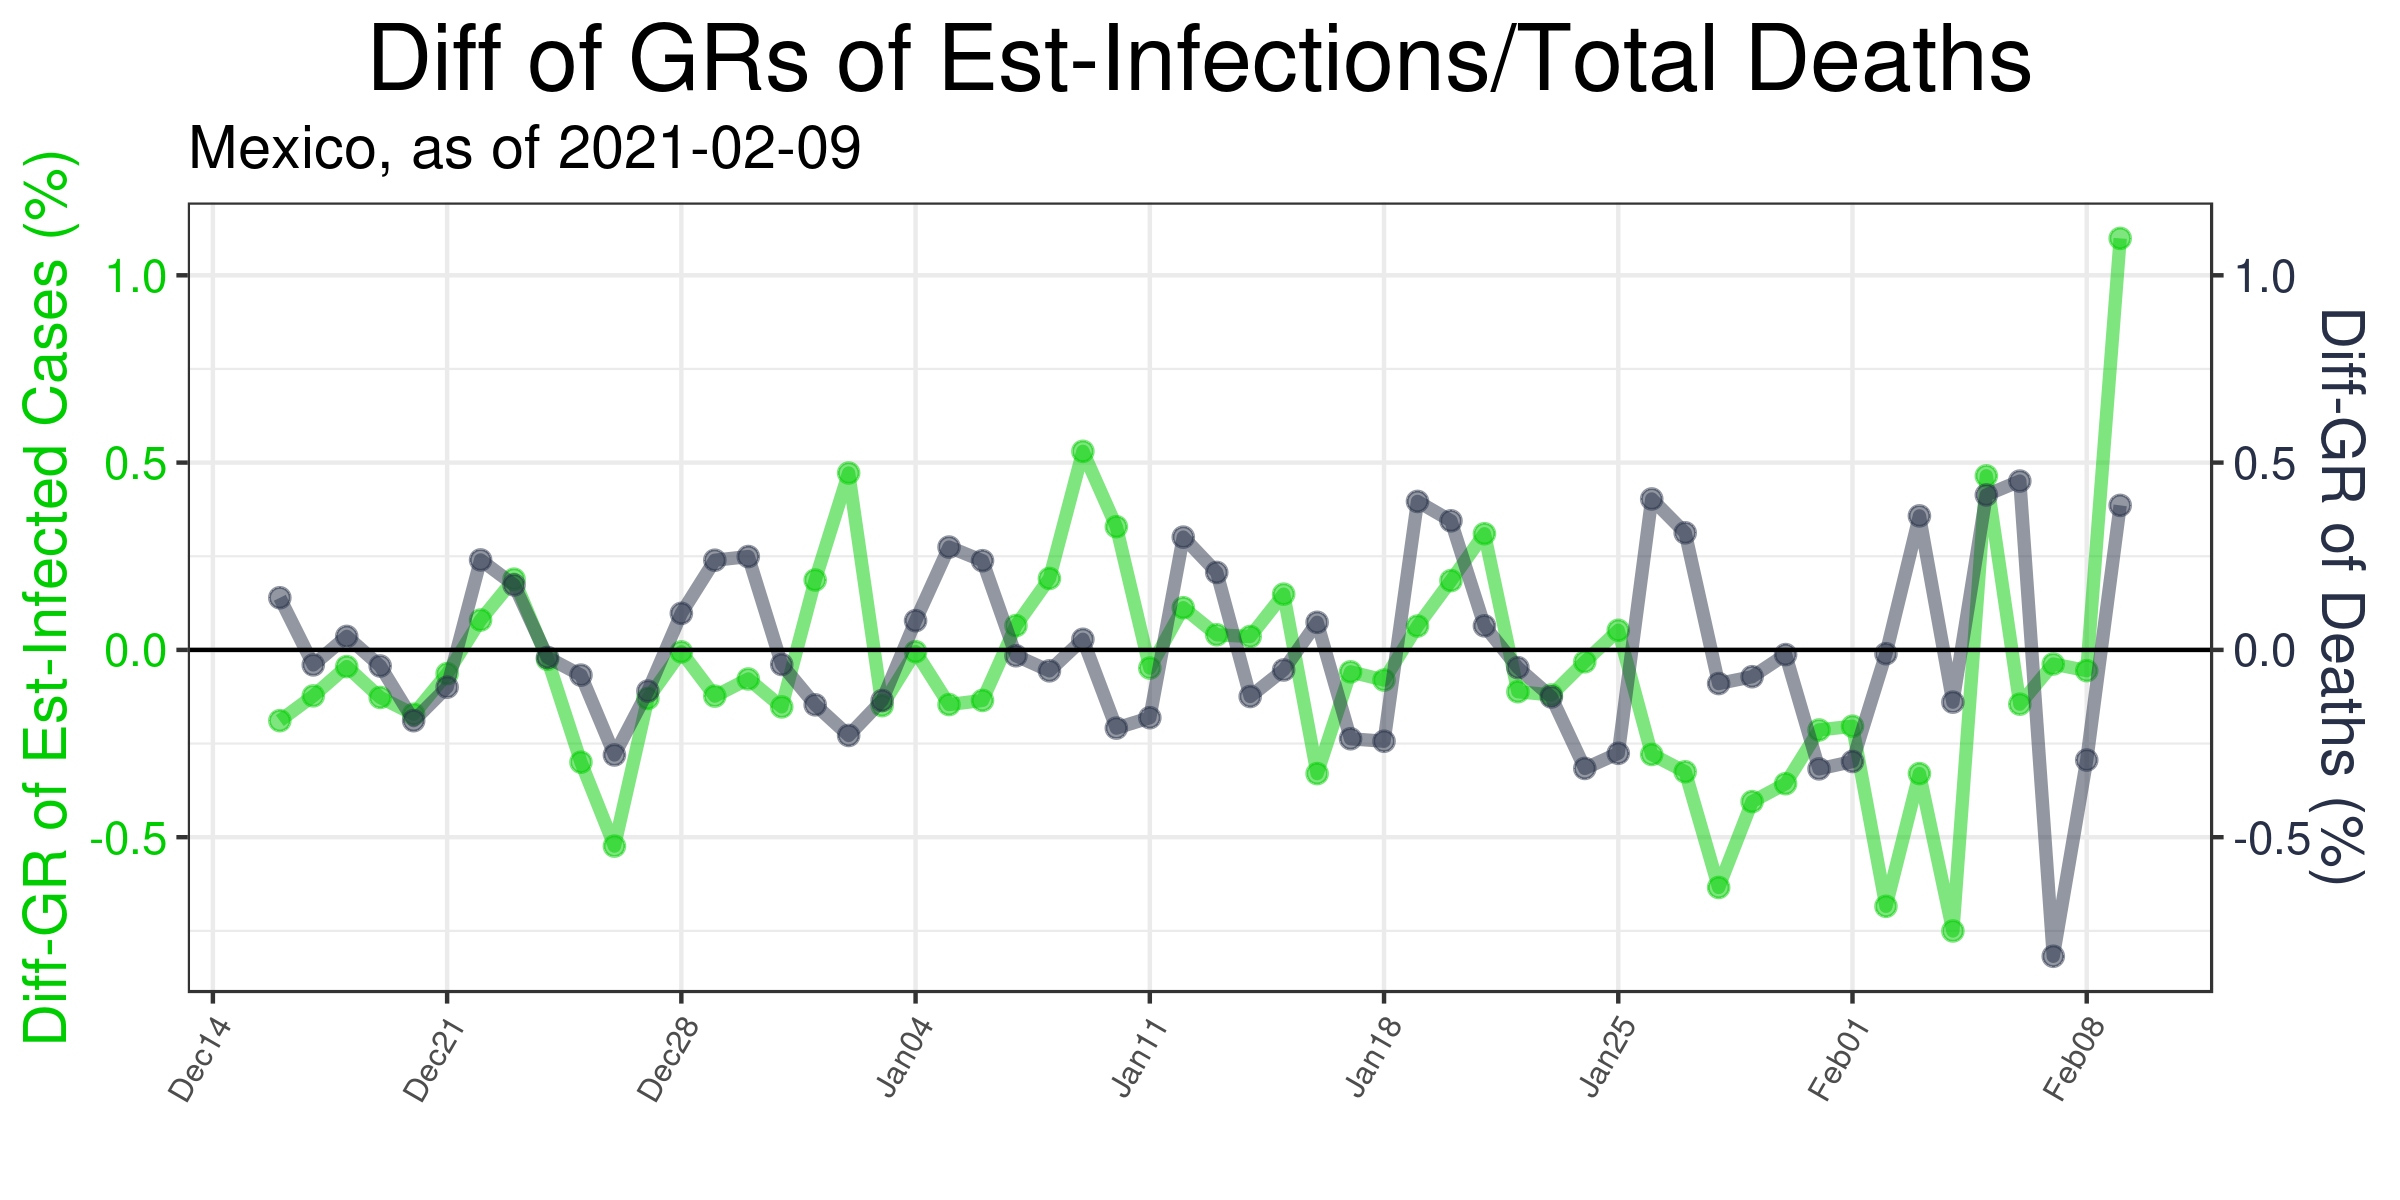 Diff of GRs of Est-Infections/Total Deaths
Mexico, as of 2021-02-09
Diff-GR of Est-Infected Cases (%)
1.0
0.5
0.0
-0.5
1.0
0.5
0.0
-0.5
Diff-GR of Deaths (%)
Dec14
Dec21
Dec28
Jan04
Jan11
Jan18
Jan25
Feb01
Feb08